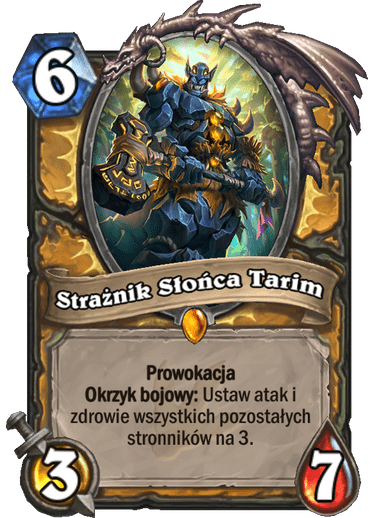 6
Strażnik Słońca Tarim
Prowokacja
Okrzyk bojowy: Ustaw atak i
zdrowie wszystkich pozostałych
stronników na 3.
3
7